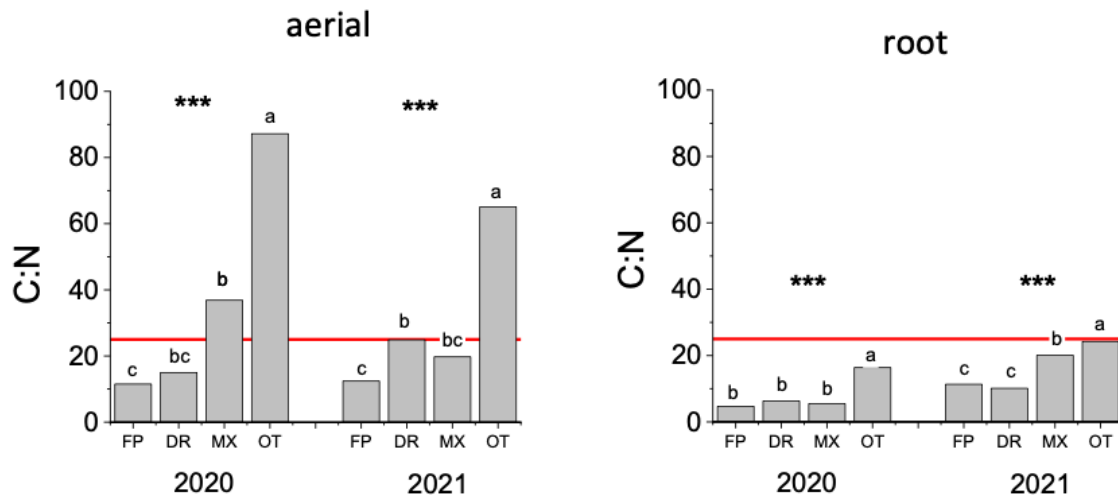 aerial
root
100
80
60
40
20
0
C:N
*** ***
a
b
bc
c
a
bc
b
c
FP DR MX OT FP DR MX OT
2020 2021
100
80
60
40
20
0
C:N
*** ***
b b b a c c b a
FP DR MX OT FP DR MX OT
2020 2021